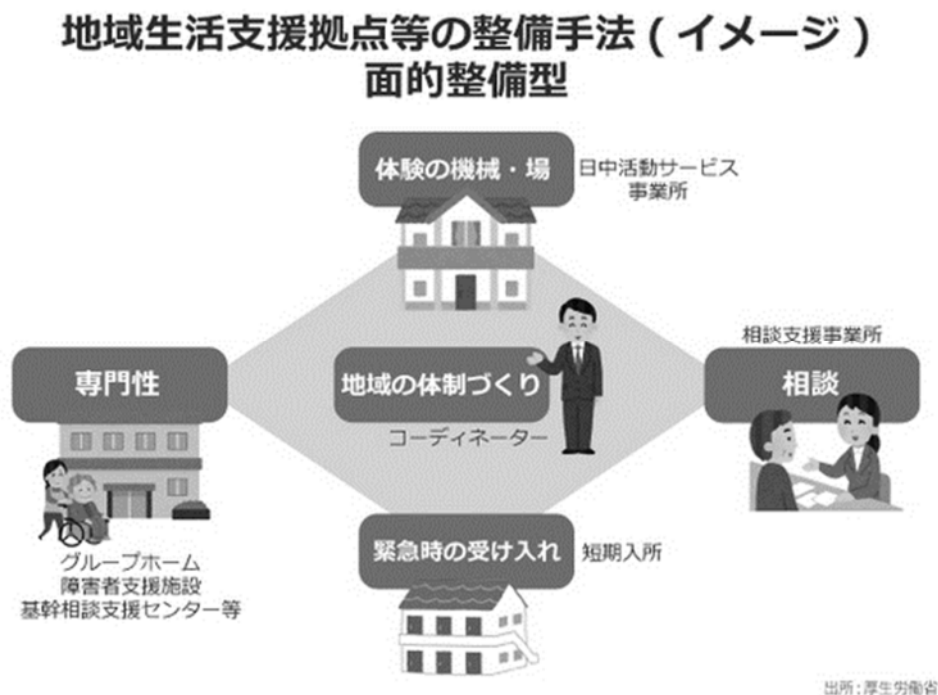 地域生活支援拠点等の整備手法(イメージ)
面的整備型
体験の機械・場
日中活動サービス
事業所
相談支援事業所
専門性
地域の体制づくり
相談
コーディネーター
緊急時の受け入れ
短期入所
グループホーム
障害者支援施設
基幹相談支援センター等
出所:厚生労働省